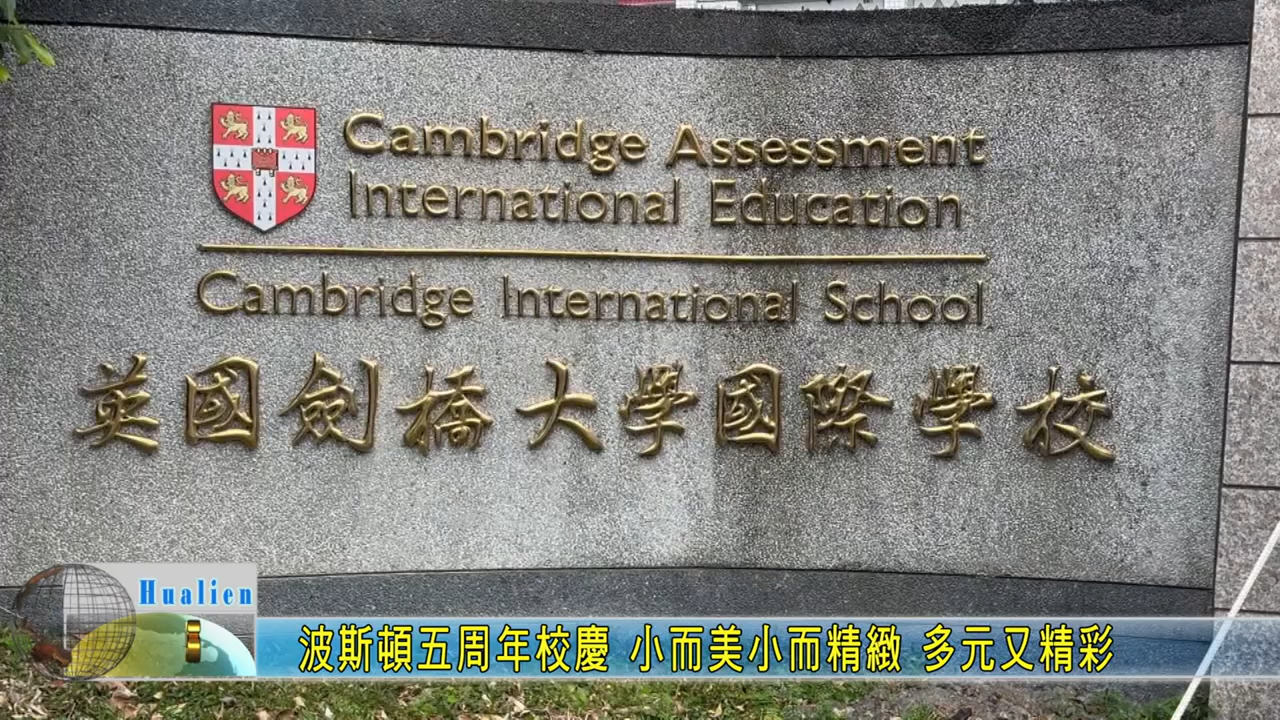 Cambridge Assessment
International Education
Cambridge International School
英國劍橋大學國際學校
Hualien
波斯頓五周年校慶 小而美小而精緻 多元又精彩